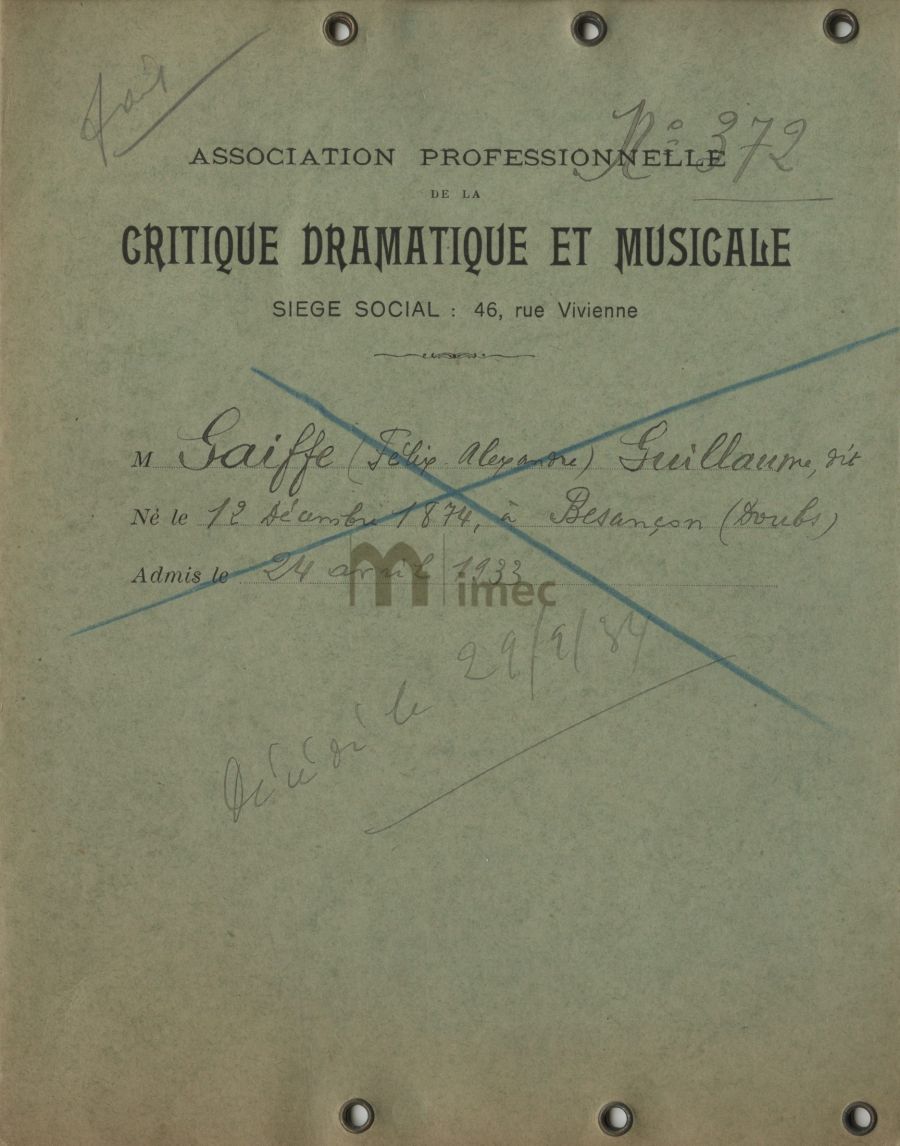 fait
N° 372
ASSOCIATION PROFESSIONNELLE
DE LA
CRITIQUE DRAMATIQUE ET MUSICALE
SIEGE SOCIAL : 46, rue Vivienne
M Gaiffe (Félix Alexandre) Guillaume, dit
Né le 12 Décembre 1874, à Besançon (Doubs)
Admis le 24 avril 1933
imec
Décédé le 29/9/34